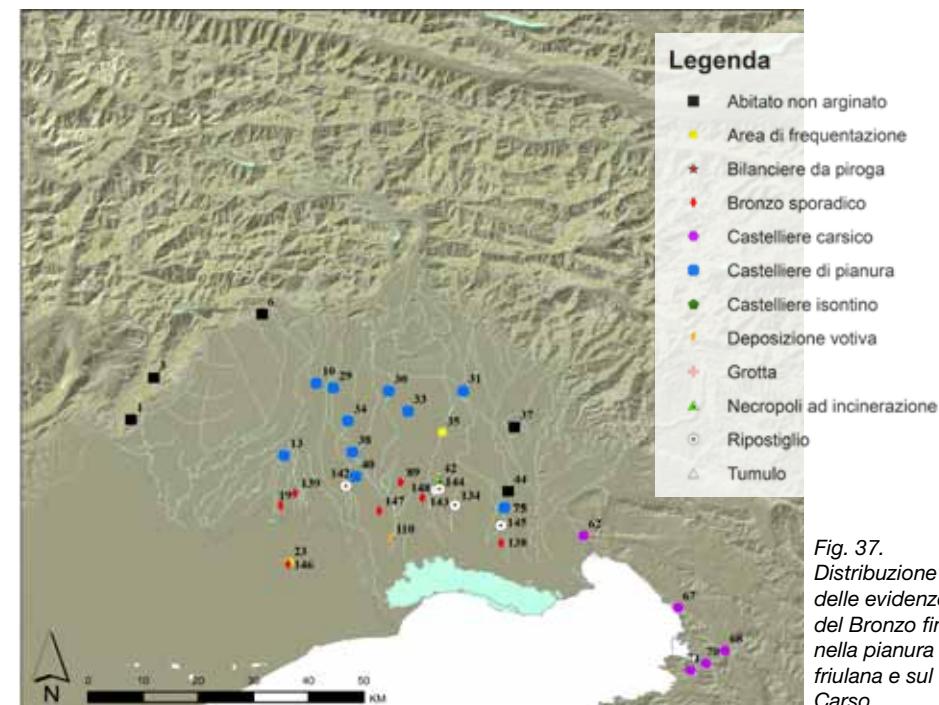 Legenda
Abitato non arginato
Area di frequentazione
Bilanciere da piroga
Bronzo sporadico
Castelliere carsico
Castelliere di pianura
Castelliere isontino
Deposizione votiva
Grotta
Necropoli ad incinerazione
Ripostiglio
Tumulo
6
3
1
10
29
30
31
34
33
35
37
13
38
40
142
139
19
89
42
144
148
143
134
44
147
75
145
110
138
62
23
146
67
68
70
N
0 10 20 30 40 50
KM
Fig. 37.
Distribuzione
delle evidenze
del Bronzo
nella pianura
friulana e sul
Carso